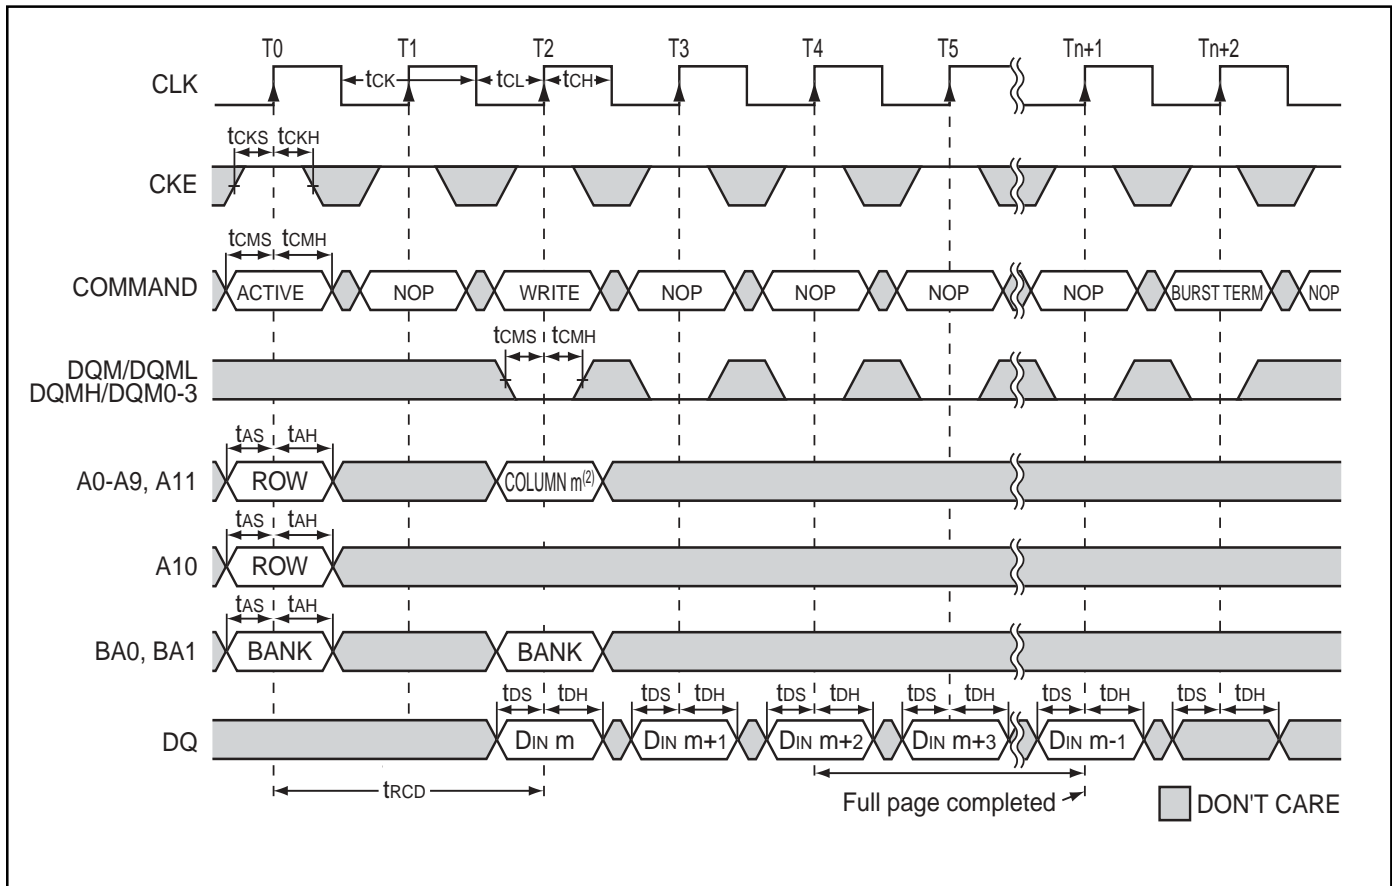 T0 T1 T2 T3 T4 T5 Tn+1 Tn+2
CLK tCK tCL tCH
tCKS tCKH
CKE
tCMS tCMH
COMMAND ACTIVE NOP WRITE NOP NOP NOP NOP BURST TERM NOP
tCMS tCMH
DQM/DQML
DQMH/DQM0-3
tAS tAH
A0-A9, A11 ROW COLUMN m(2)
tAS tAH
A10 ROW
tAS tAH
BA0, BA1 BANK BANK
tDS tDH tDS tDH tDS tDH tDS tDH tDS tDH tDS tDH
DQ DIN m DIN m+1 DIN m+2 DIN m+3 DIN m-1
tRCD
Full page completed
DON'T CARE